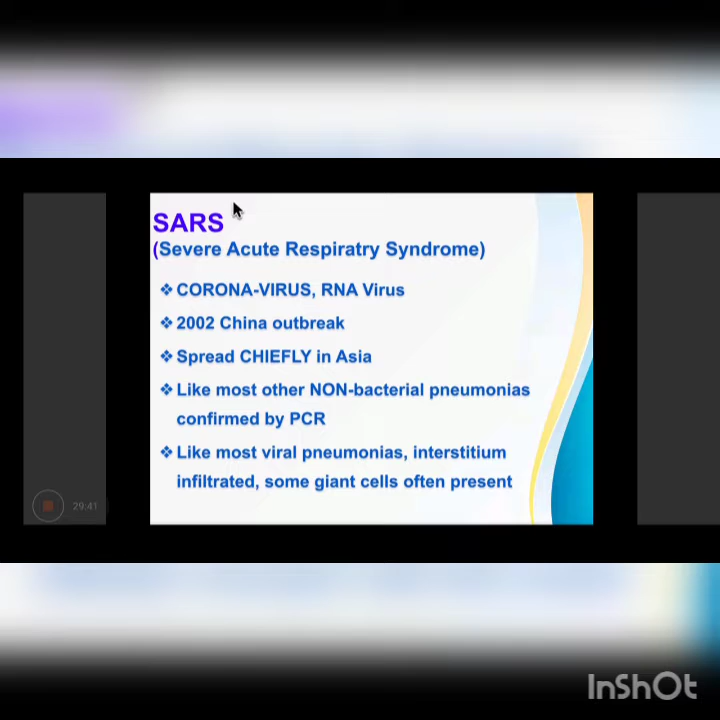 SARS
(Severe Acute Respiratry Syndrome)
❖ CORONA-VIRUS, RNA Virus
❖ 2002 China outbreak
❖ Spread CHIEFLY in Asia
❖ Like most other NON-bacterial pneumonias
confirmed by PCR
❖ Like most viral pneumonias, interstitium
infiltrated, some giant cells often present
29:41
InShOt